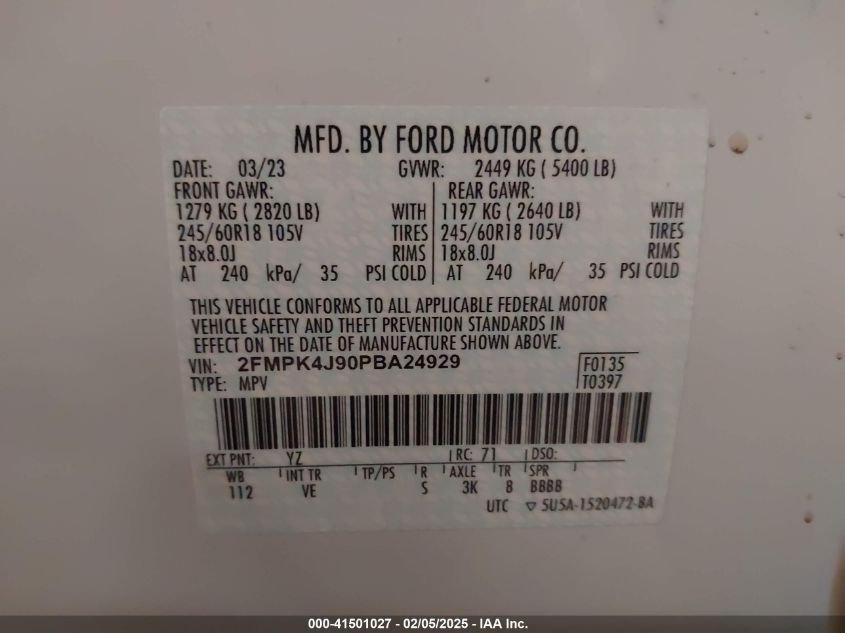 MFD. BY FORD MOTOR CO.
DATE: 03/23 GVWR: 2449 KG ( 5400 LB)
FRONT GAWR: REAR GAWR:
1279 KG ( 2820 LB) WITH 1197 KG ( 2640 LB) WITH
245/60R18 105V TIRES 245/60R18 105V TIRES
18x8.0J RIMS 18x8.0J RIMS
AT 240 kPa/ 35 PSI COLD AT 240 kPa/ 35 PSI COLD
THIS VEHICLE CONFORMS TO ALL APPLICABLE FEDERAL MOTOR
VEHICLE SAFETY AND THEFT PREVENTION STANDARDS IN
EFFECT ON THE DATE OF MANUFACTURE SHOWN ABOVE.
VIN: 2FMPK4J90PBA24929 F0135
TYPE: MPV T0397
EXT PNT: YZ RC: 71 DSO:
WB INT TR TP/PS R AXLE TR SPR
112 VE S 3K 8 BBBB
UTC ▽ 5U5A-1520472-BA
000-41501027 - 02/05/2025 - IAA Inc.